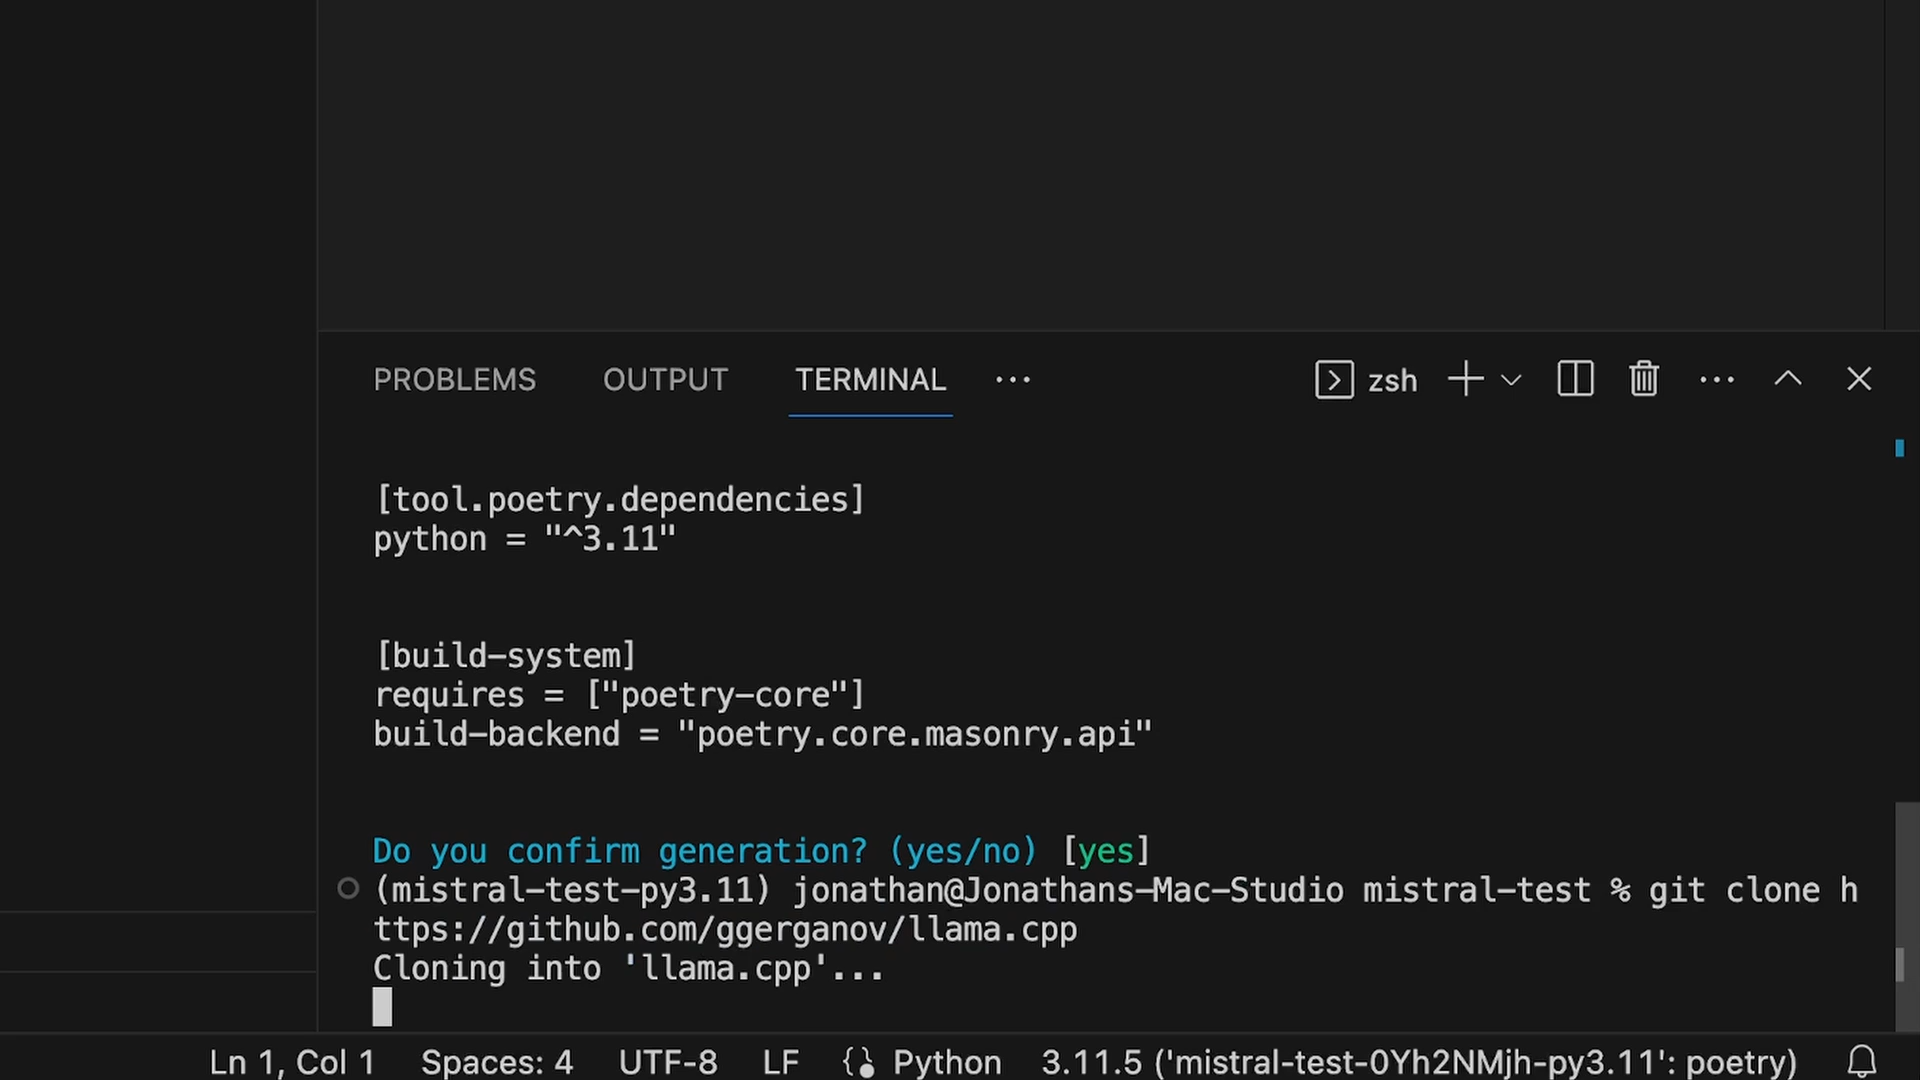 PROBLEMS OUTPUT TERMINAL ··· zsh ···
[tool.poetry.dependencies]
python = "^3.11"
[build-system]
requires = ["poetry-core"]
build-backend = "poetry.core.masonry.api"
Do you confirm generation? (yes/no) [yes]
(mistral-test-py3.11) jonathan@Jonathans-Mac-Studio mistral-test % git clone h
ttps://github.com/ggerganov/llama.cpp
Cloning into 'llama.cpp'...
Ln 1, Col 1 Spaces: 4 UTF-8 LF Python 3.11.5 ('mistral-test-0Yh2NMjh-py3.11': poetry)